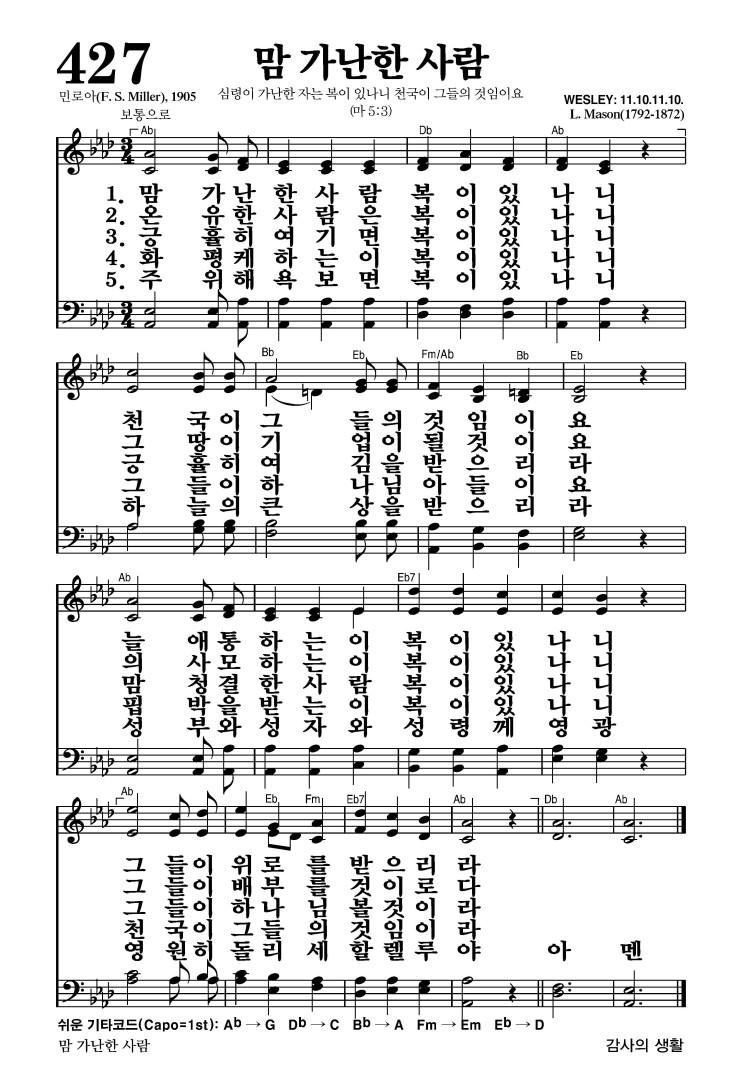 427
맘 가난한 사람
민로아(F. S. Miller), 1905
심령이 가난한 자는 복이 있나니 천국이 그들의 것임이요
(마 5:3)
WESLEY: 11.10.11.10.
L. Mason(1792-1872)
보통으로
Ab Db Ab
3/4
1. 맘 가난한 사람 복이 있나니
2. 온유한 사람은 복이 있나니
3. 긍휼히 여기면 복이 있나니
4. 화평케 하는이 복이 있나니
5. 주 위해 욕보면 복이 있나니
3/4
Bb Eb Fm/Ab Bb Eb
천국이 그들의 것임이요
그 땅이 기업이 될것이요
긍휼히 여김을 받으리라
그들이 하나님 아들이요
하늘의 큰 상을 받으리라
Ab Eb7
늘 애통하는이 복이 있나니
의 사모하는이 복이 있나니
맘 청결한 사람 복이 있나니
핍박을 받는이 복이 있나니
성부와 성자와 성령께 영광
Ab Eb Fm Eb7 Ab Db Ab
그들이 위로를 받으리라
그들이 배부를것이로다
그들이 하나님 볼것이라
천국이 그들의 것임이라
영원히 돌리세 할렐루야 아멘
쉬운 기타코드(Capo=1st): Ab → G Db → C Bb → A Fm → Em Eb → D
맘 가난한 사람
감사의 생활